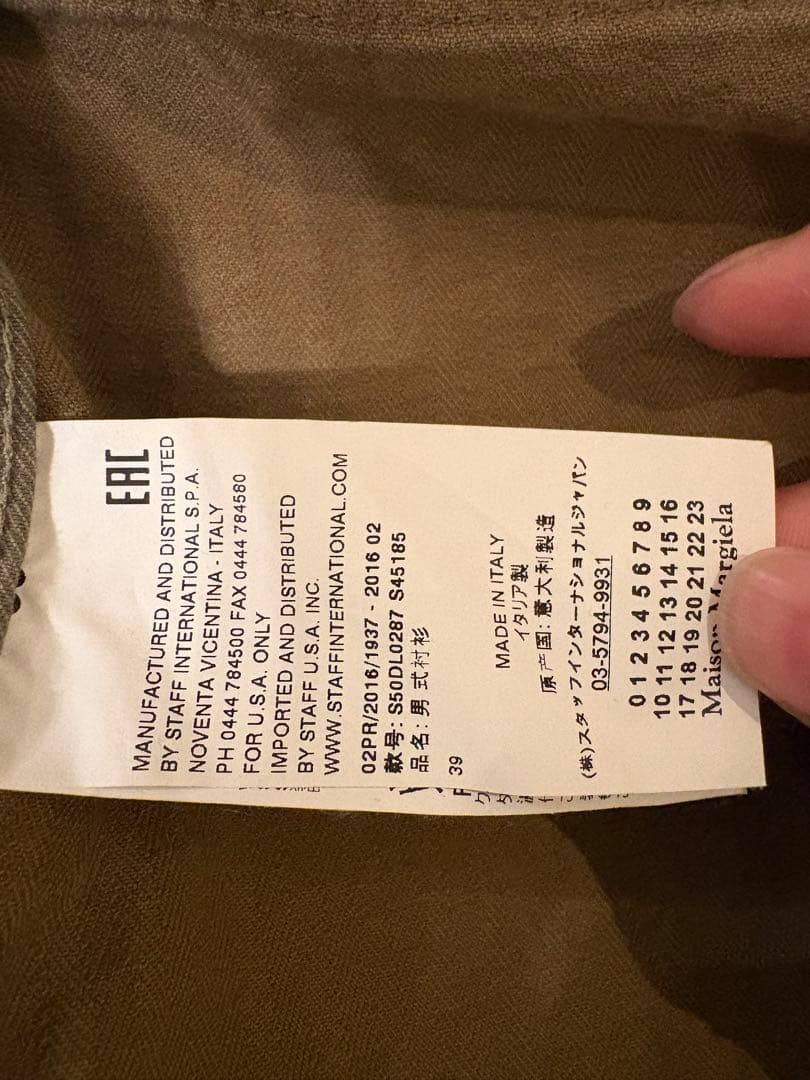 EAC
MANUFACTURED AND DISTRIBUTED
BY STAFF INTERNATIONAL S.P.A.
NOVENTA VICENTINA - ITALY
PH 0444 784500 FAX 0444 784580
FOR U.S.A. ONLY
IMPORTED AND DISTRIBUTED
BY STAFF U.S.A. INC.
WWW.STAFFINTERNATIONAL.COM
02PR/2016/1937 - 2016 02
款号: S50DL0287 S45185
品名: 男 式衬衫
39
MADE IN ITALY
イタリア製
原产国: 意大利製造
(株)スタッフインターナショナルジャパン
03-5794-9931
0 1 2 3 4 5 6 7 8 9
10 11 12 13 14 15 16
17 18 19 20 21 22 23
Maison Margiela